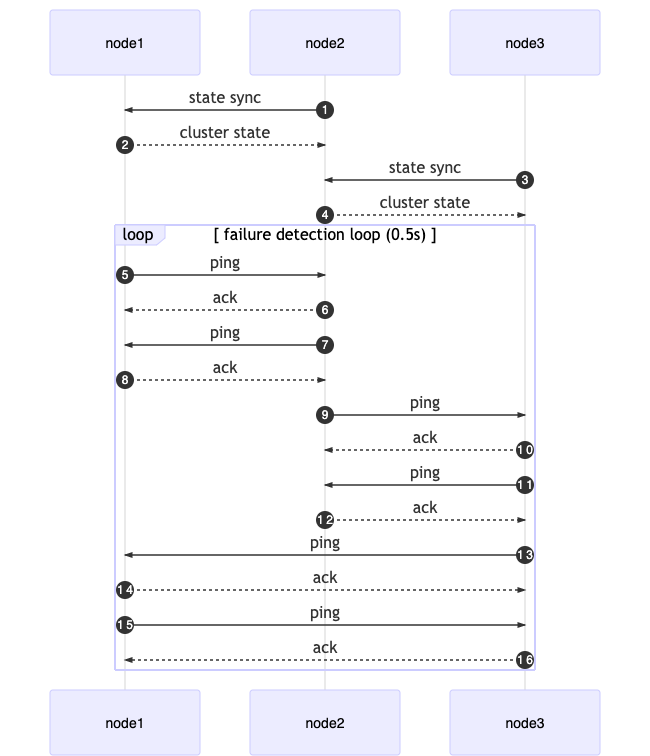 node1 node2 node3
state sync
1
2
cluster state
state sync
3
4
cluster state
loop [ failure detection loop (0.5s) ]
ping
5
ack
6
ping
7
ack
8
ping
9
ack
10
ping
11
ack
12
ping
13
ack
14
ping
15
ack
16
node1 node2 node3